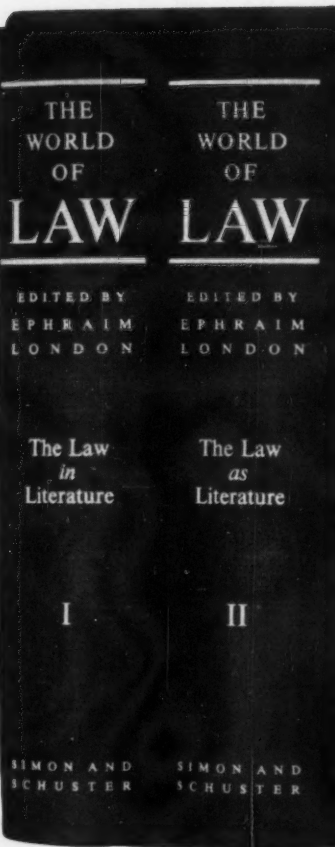 THE
WORLD
OF
LAW
EDITED BY
EPHRAIM
LONDON
The Law
in
Literature
I
SIMON AND
SCHUSTER
THE
WORLD
OF
LAW
EDITED BY
EPHRAIM
LONDON
The Law
as
Literature
II
SIMON AND
SCHUSTER